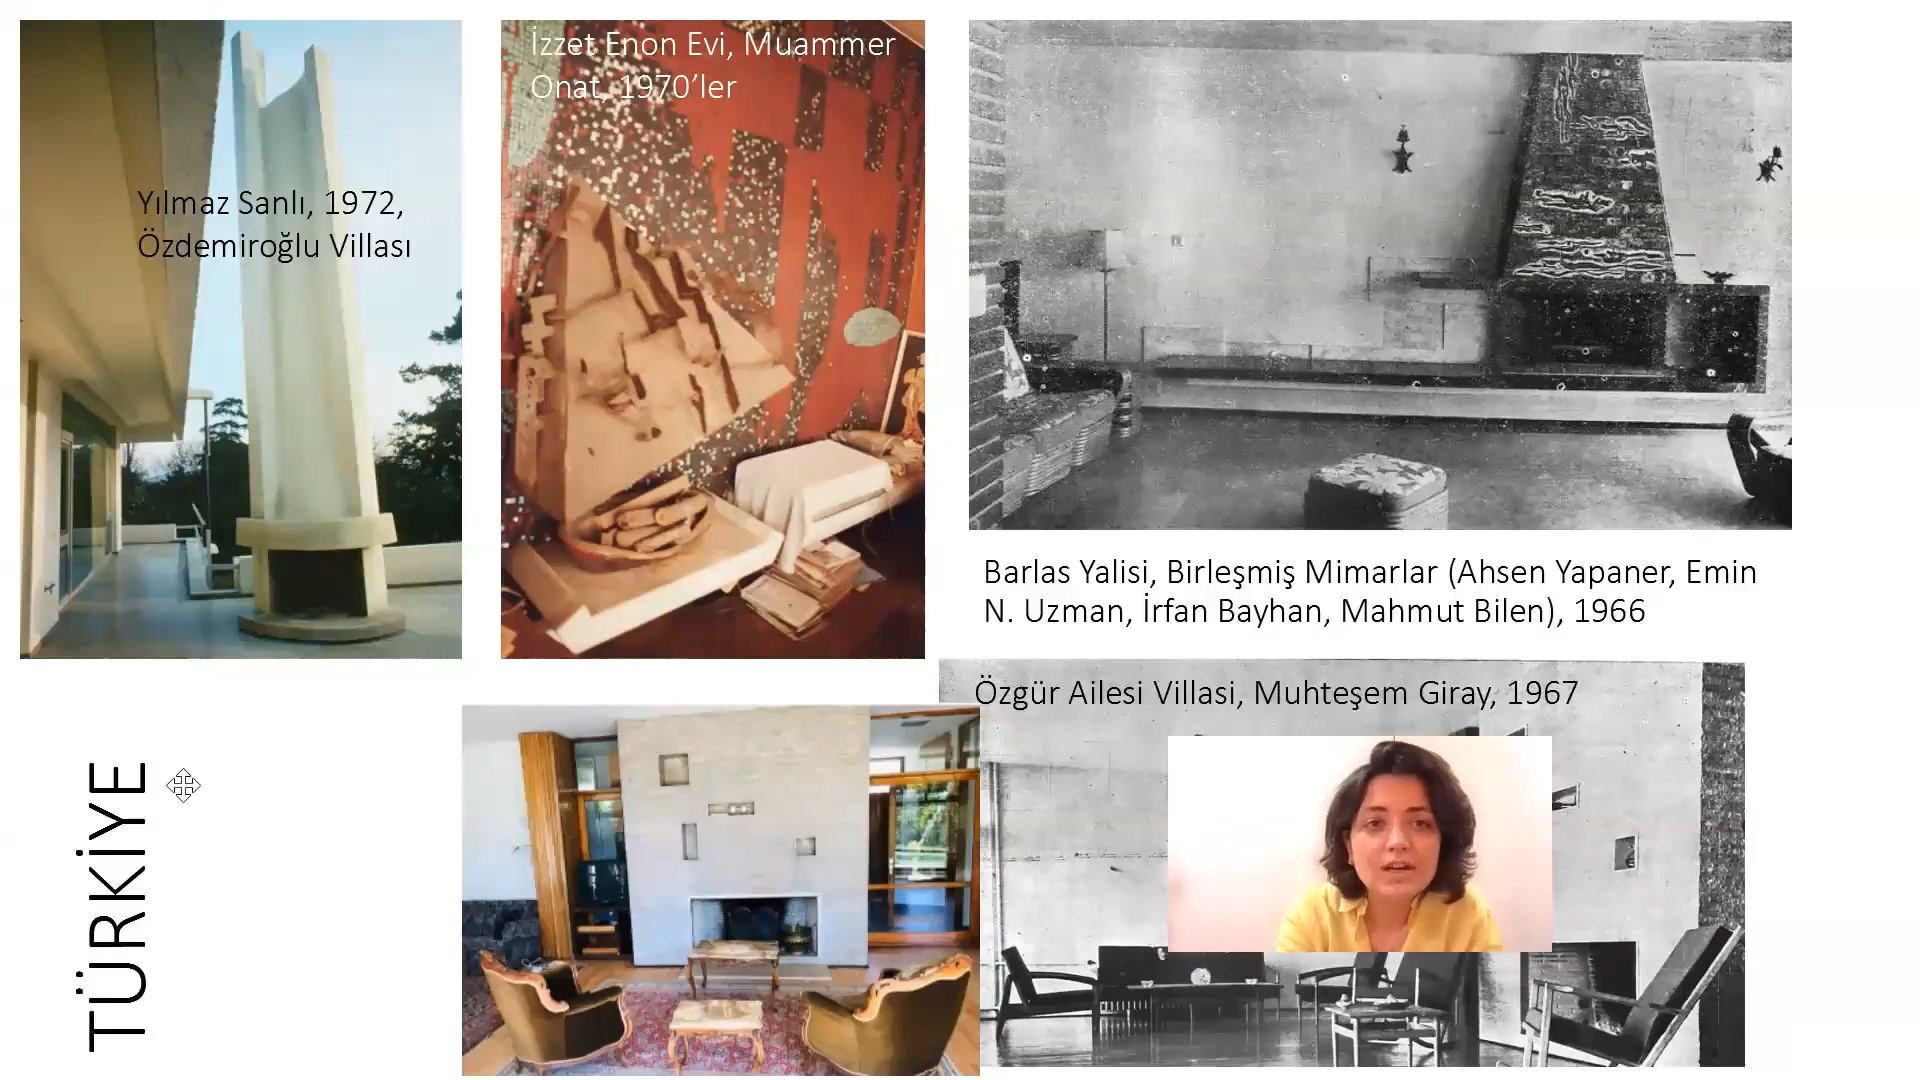 Yılmaz Sanlı, 1972,
Özdemiroğlu Villası
İzzet Enon Evi, Muammer
Onat, 1970’ler
Barlas Yalisi, Birleşmiş Mimarlar (Ahsen Yapaner, Emin
N. Uzman, İrfan Bayhan, Mahmut Bilen), 1966
Özgür Ailesi Villasi, Muhteşem Giray, 1967
TÜRKİYE